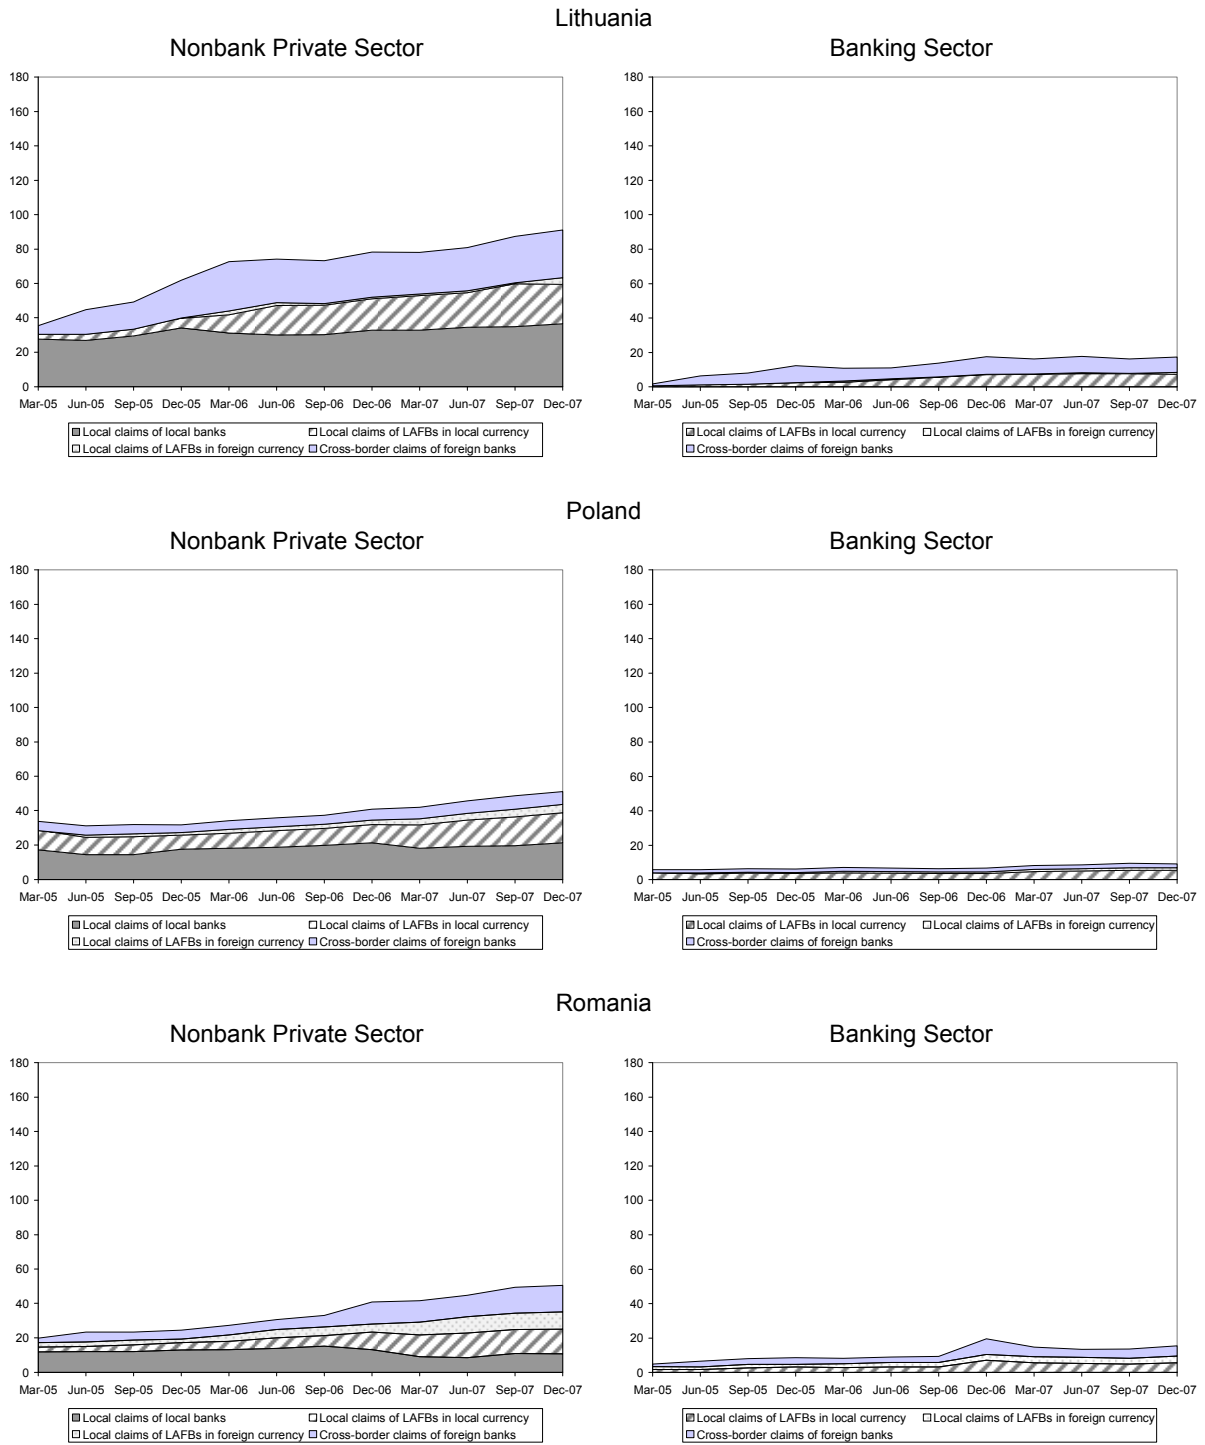 Lithuania
Nonbank Private Sector
Banking Sector
180
160
140
120
100
80
60
40
20
0
Mar-05 Jun-05 Sep-05 Dec-05 Mar-06 Jun-06 Sep-06 Dec-06 Mar-07 Jun-07 Sep-07 Dec-07
Local claims of local banks Local claims of LAFBs in local currency
Local claims of LAFBs in foreign currency Cross-border claims of foreign banks
180
160
140
120
100
80
60
40
20
0
Mar-05 Jun-05 Sep-05 Dec-05 Mar-06 Jun-06 Sep-06 Dec-06 Mar-07 Jun-07 Sep-07 Dec-07
Local claims of LAFBs in local currency Local claims of LAFBs in foreign currency
Cross-border claims of foreign banks
Poland
Nonbank Private Sector
Banking Sector
180
160
140
120
100
80
60
40
20
0
Mar-05 Jun-05 Sep-05 Dec-05 Mar-06 Jun-06 Sep-06 Dec-06 Mar-07 Jun-07 Sep-07 Dec-07
Local claims of local banks Local claims of LAFBs in local currency
Local claims of LAFBs in foreign currency Cross-border claims of foreign banks
180
160
140
120
100
80
60
40
20
0
Mar-05 Jun-05 Sep-05 Dec-05 Mar-06 Jun-06 Sep-06 Dec-06 Mar-07 Jun-07 Sep-07 Dec-07
Local claims of LAFBs in local currency Local claims of LAFBs in foreign currency
Cross-border claims of foreign banks
Romania
Nonbank Private Sector
Banking Sector
180
160
140
120
100
80
60
40
20
0
Mar-05 Jun-05 Sep-05 Dec-05 Mar-06 Jun-06 Sep-06 Dec-06 Mar-07 Jun-07 Sep-07 Dec-07
Local claims of local banks Local claims of LAFBs in local currency
Local claims of LAFBs in foreign currency Cross-border claims of foreign banks
180
160
140
120
100
80
60
40
20
0
Mar-05 Jun-05 Sep-05 Dec-05 Mar-06 Jun-06 Sep-06 Dec-06 Mar-07 Jun-07 Sep-07 Dec-07
Local claims of LAFBs in local currency Local claims of LAFBs in foreign currency
Cross-border claims of foreign banks